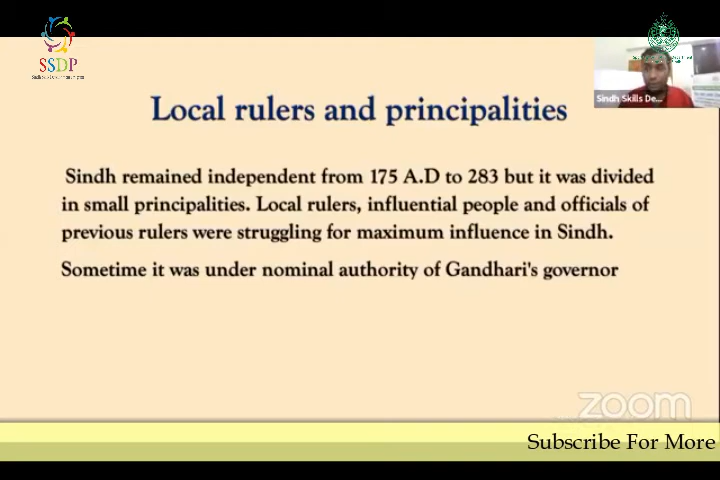 SSDP
Local rulers and principalities
Sindh Skills De...
Sindh remained independent from 175 A.D to 283 but it was divided
in small principalities. Local rulers, influential people and officials of
previous rulers were struggling for maximum influence in Sindh.
Sometime it was under nominal authority of Gandhari's governor
zoom
Subscribe For More